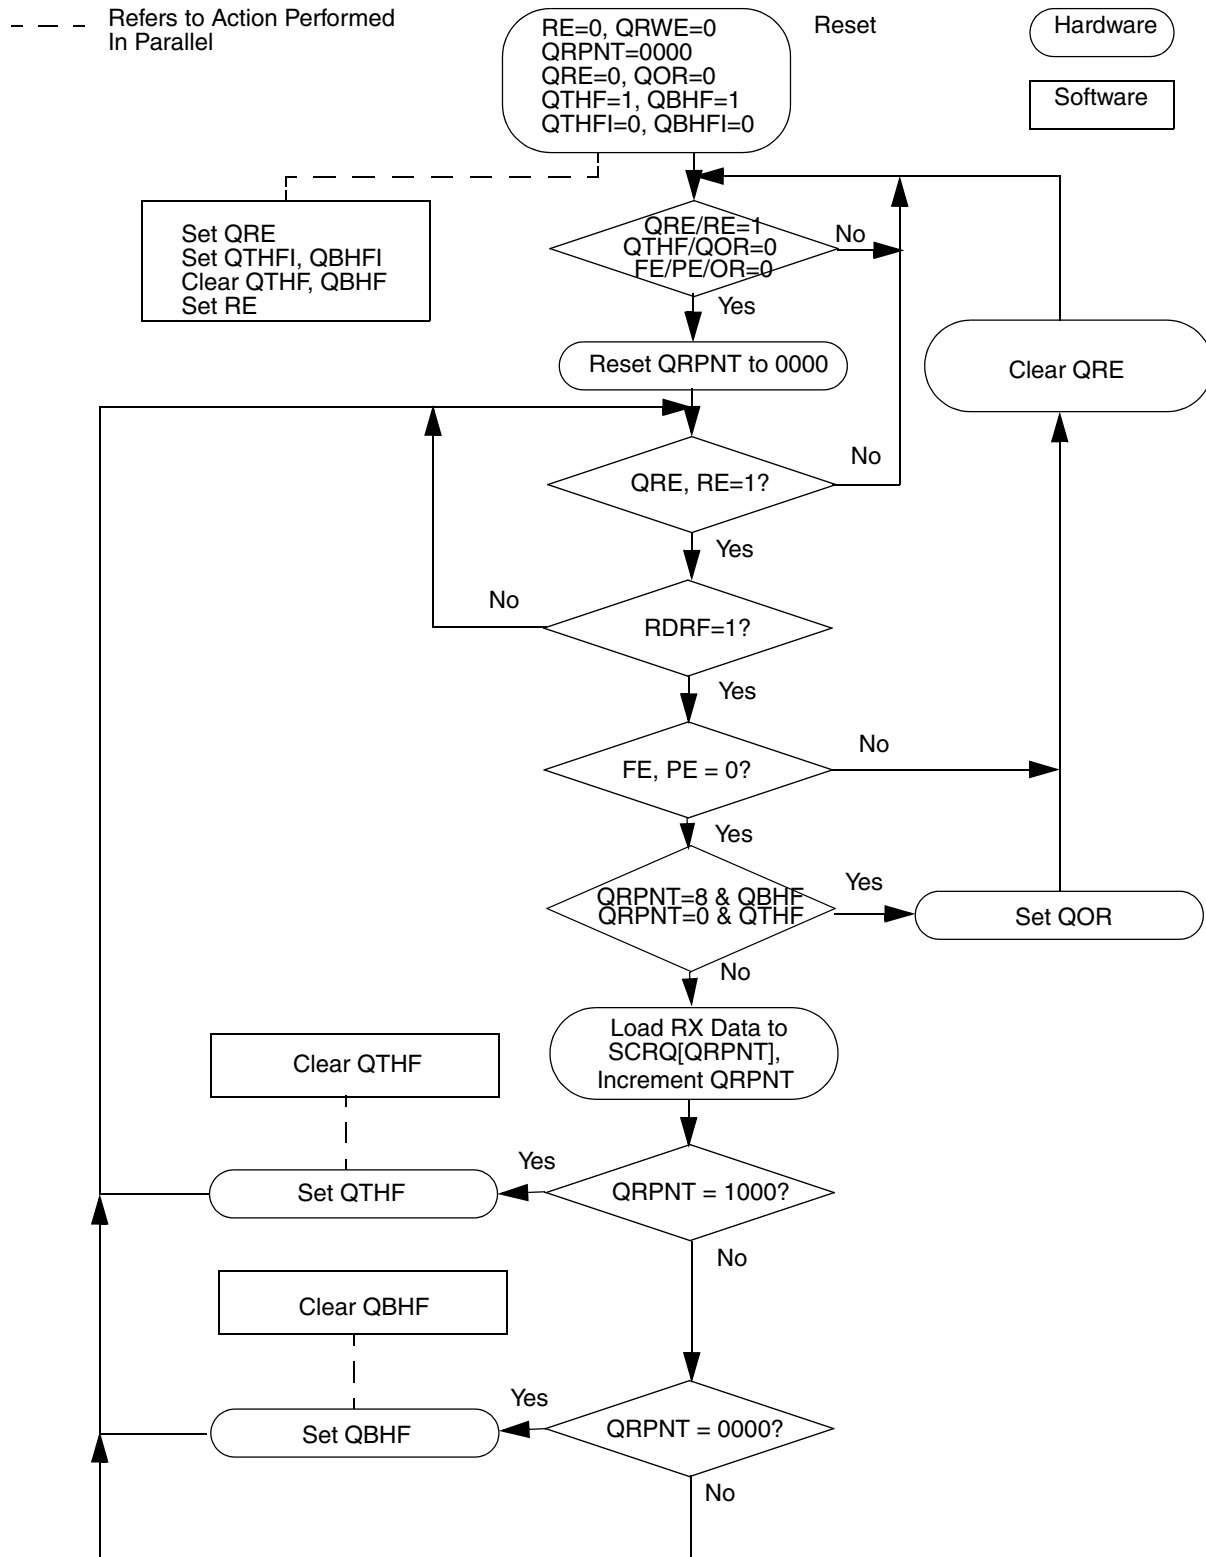 Refers to Action Performed
In Parallel
RE=0, QRWE=0
QRPNT=0000
QRE=0, QOR=0
QTHF=1, QBHF=1
QTHFI=0, QBHFI=0
Reset
Hardware
Software
Set QRE
Set QTHFI, QBHFI
Clear QTHF, QBHF
Set RE
QRE/RE=1
QTHF/QOR=0
FE/PE/OR=0
No
Yes
Reset QRPNT to 0000
Clear QRE
QRE, RE=1?
No
Yes
RDRF=1?
No
Yes
FE, PE = 0?
No
Yes
QRPNT=8 & QBHF
QRPNT=0 & QTHF
Yes
Set QOR
No
Load RX Data to
SCRQ[QRPNT],
Increment QRPNT
Clear QTHF
Set QTHF
Yes
QRPNT = 1000?
No
Clear QBHF
Set QBHF
Yes
QRPNT = 0000?
No